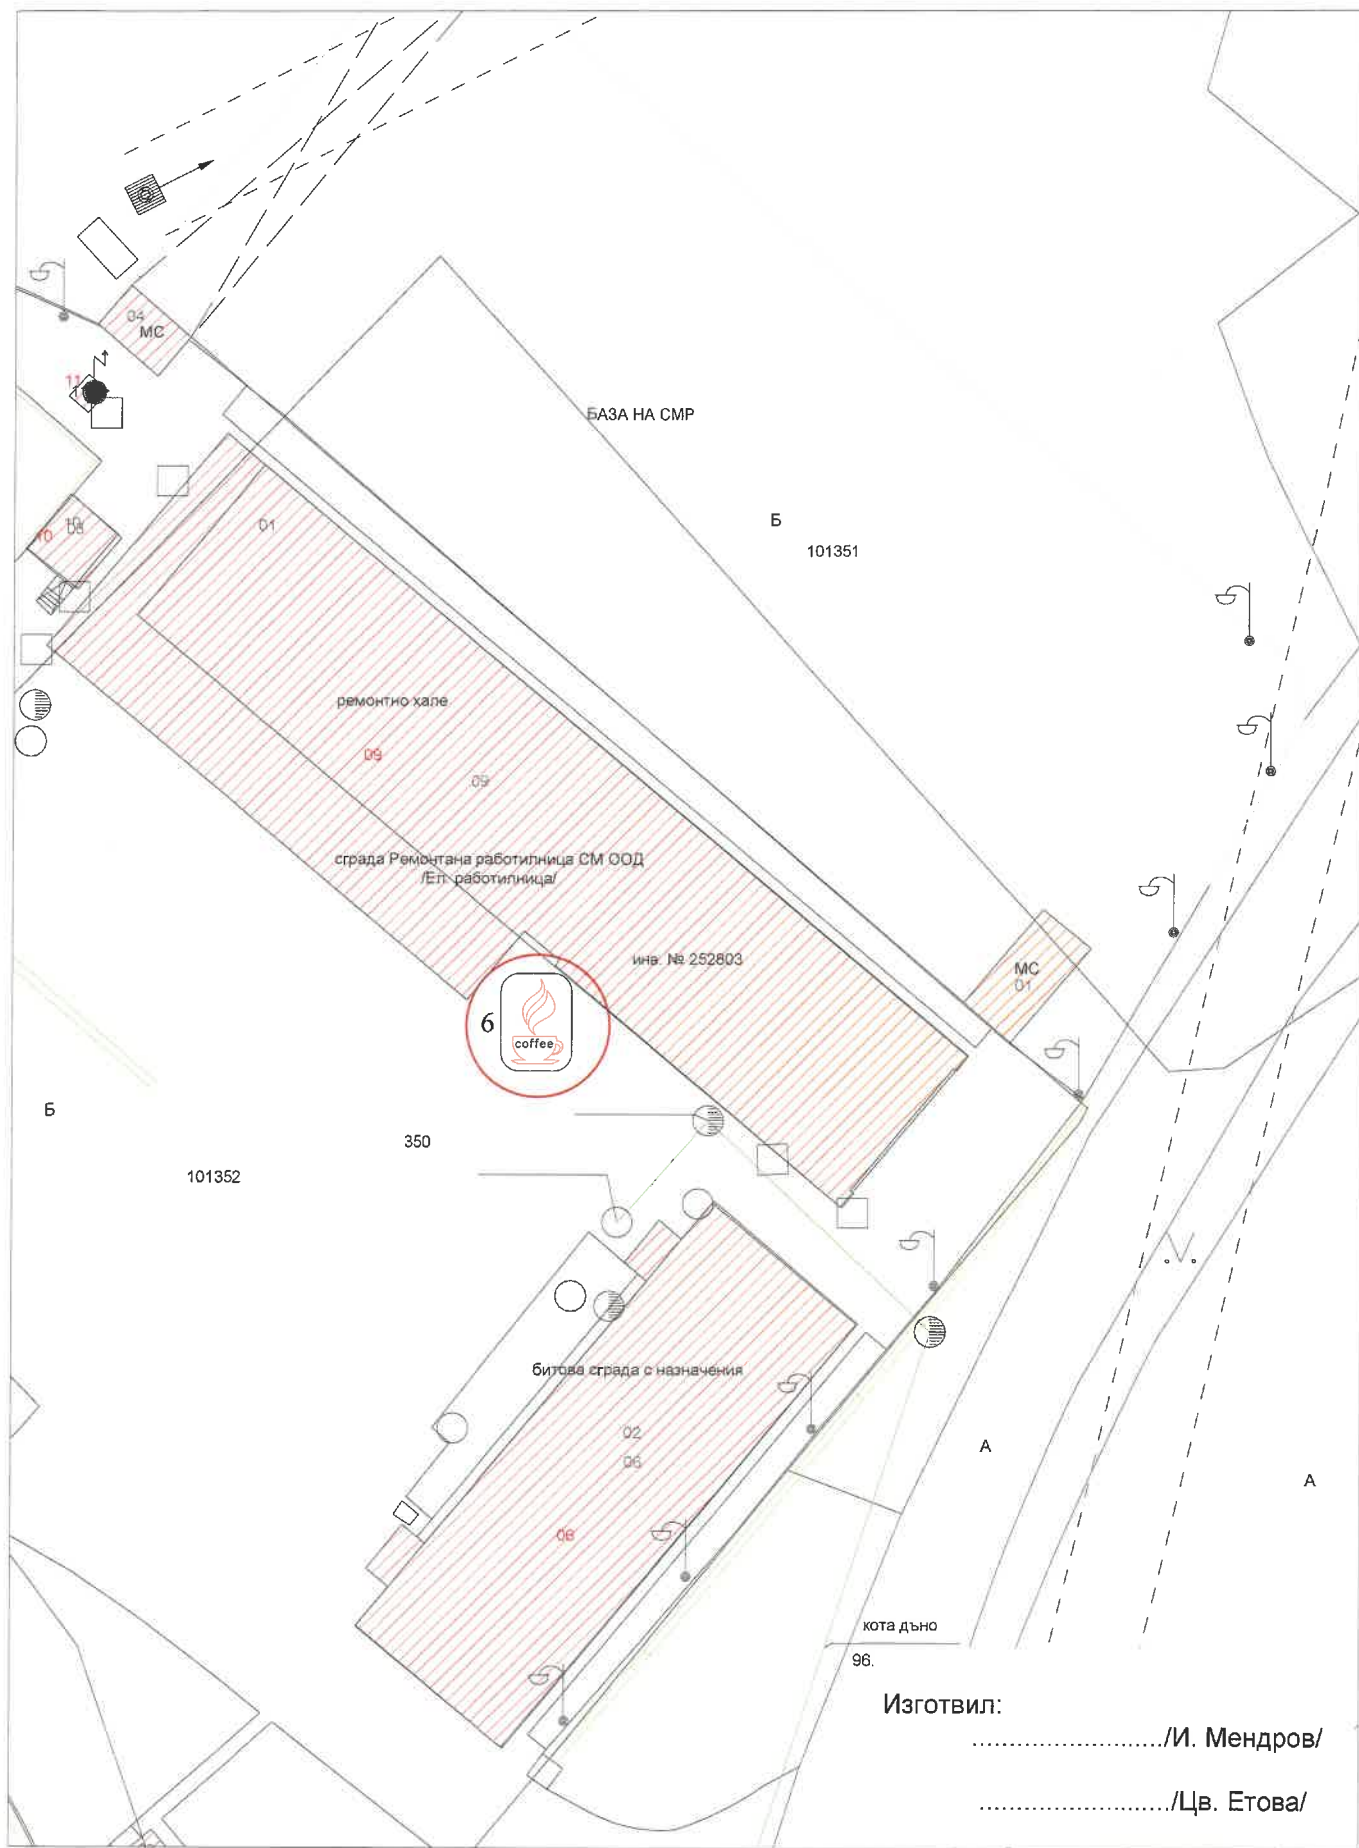 04
МС
11
БАЗА НА СМР
Б
101351
01
10
08
ремонтно хале
09
09
сграда Ремонтана работилница СМ ООД
/Ел. работилница/
инв. № 252803
МС
01
6
coffee
Б
350
101352
битова сграда с назначения
02
06
06
А
А
кота дъно
96.
Изготвил:
........................../И. Мендров/
........................../Цв. Етова/